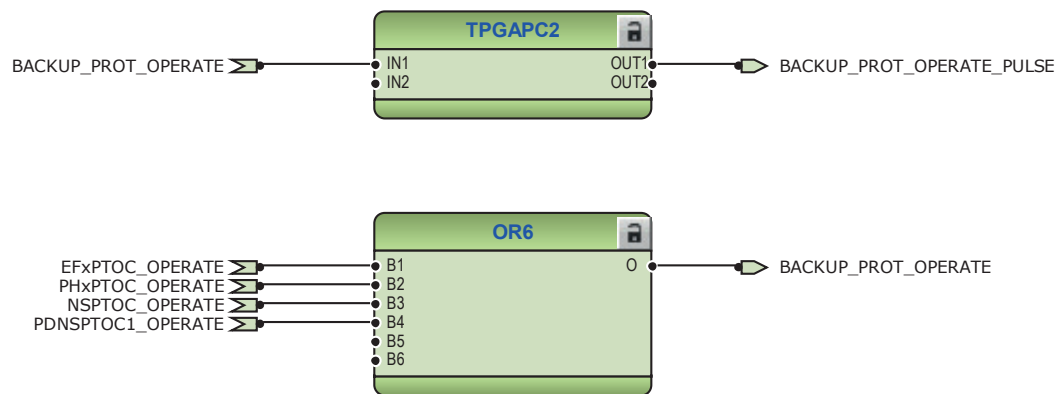 TPGAPC2
BACKUP_PROT_OPERATE IN1 OUT1 BACKUP_PROT_OPERATE_PULSE
IN2 OUT2
OR6
EFxPTOC_OPERATE B1 O BACKUP_PROT_OPERATE
PHxPTOC_OPERATE B2
NSPTOC_OPERATE B3
PDNSPTOC1_OPERATE B4
B5
B6